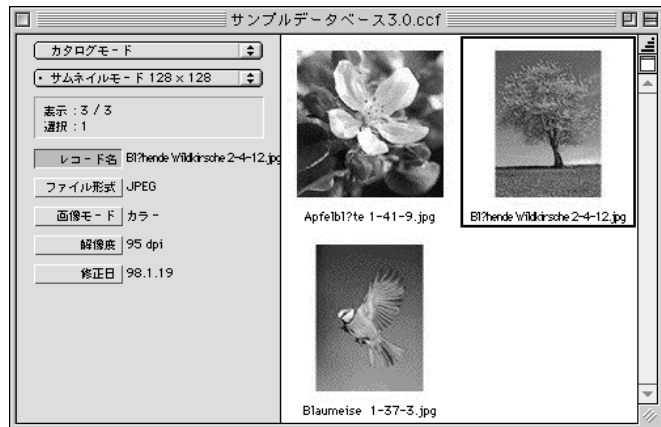 サンプルデータベース3.0.ccf
カタログモード
・ サムネイルモード 128×128
表示:3 / 3
選択:1
レコード名 Bl?hende Wildkirsche 2-4-12.jpg
ファイル形式 JPEG
画像モード カラー
解像度 95 dpi
修正日 98.1.19
Apfelbl?te 1-41-9.jpg
Bl?hende Wildkirsche 2-4-12.jpg
Blaumeise 1-37-3.jpg